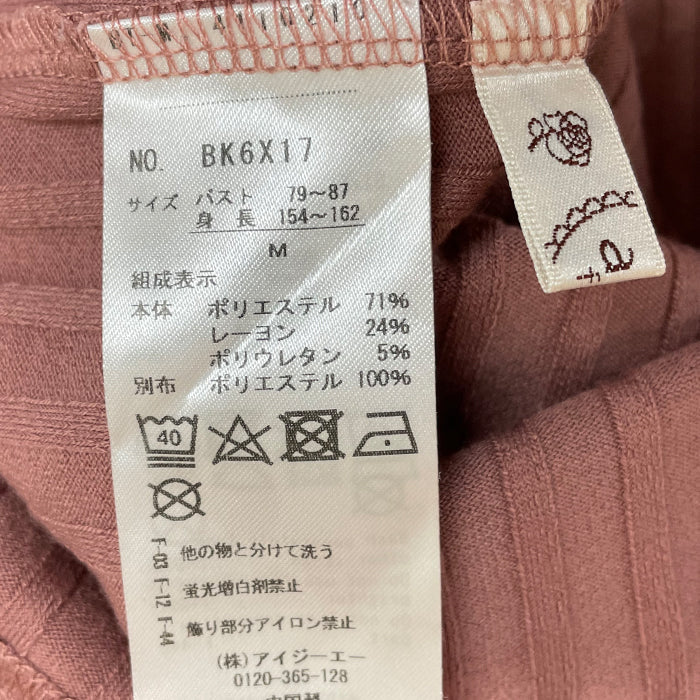 NO. BK6X17
サイズ バスト 79〜87
身長 154〜162
M
組成表示
本体 ポリエステル 71%
レーヨン 24%
ポリウレタン 5%
別布 ポリエステル 100%
40
F-03 他の物と分けて洗う
F-12 蛍光増白剤禁止
F-44 飾り部分アイロン禁止
(株)アイジーエー
0120-365-128